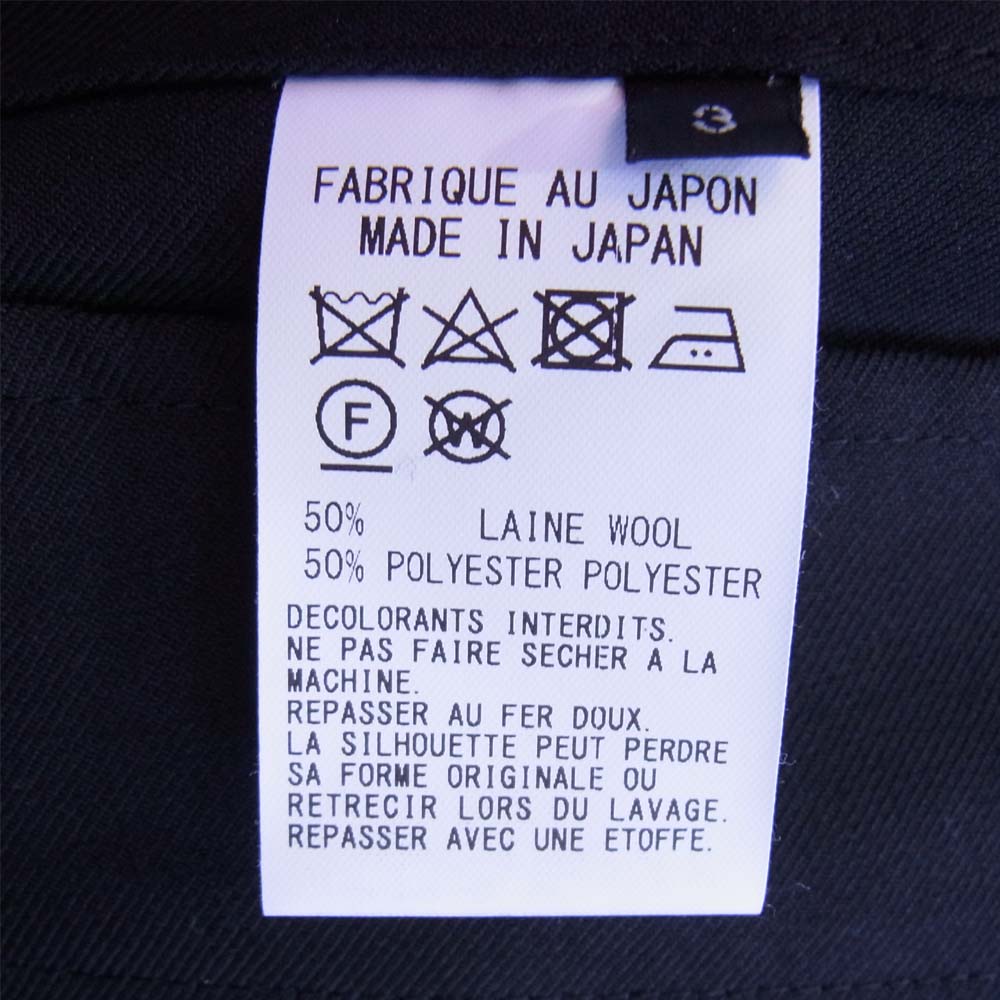 3
FABRIQUE AU JAPON
MADE IN JAPAN
F
W
50% LAINE WOOL
50% POLYESTER POLYESTER
DECOLORANTS INTERDITS.
NE PAS FAIRE SECHER A LA
MACHINE.
REPASSER AU FER DOUX.
LA SILHOUETTE PEUT PERDRE
SA FORME ORIGINALE OU
RETRECIR LORS DU LAVAGE.
REPASSER AVEC UNE ETOFFE.